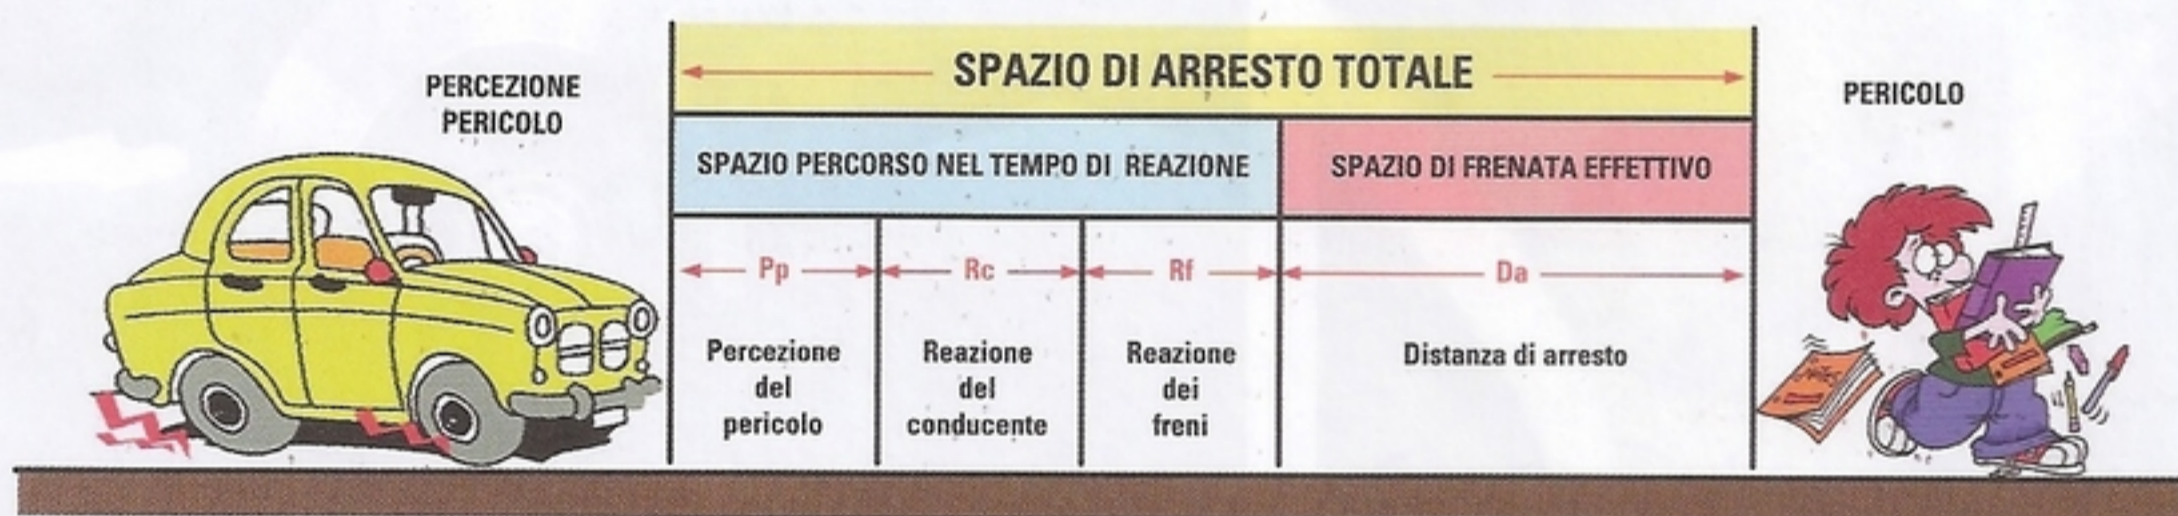 PERCEZIONE
PERICOLO
SPAZIO DI ARRESTO TOTALE
PERICOLO
SPAZIO PERCORSO NEL TEMPO DI REAZIONE
SPAZIO DI FRENATA EFFETTIVO
Pp
Rc
Rf
Da
Percezione
del
pericolo
Reazione
del
conducente
Reazione
dei
freni
Distanza di arresto